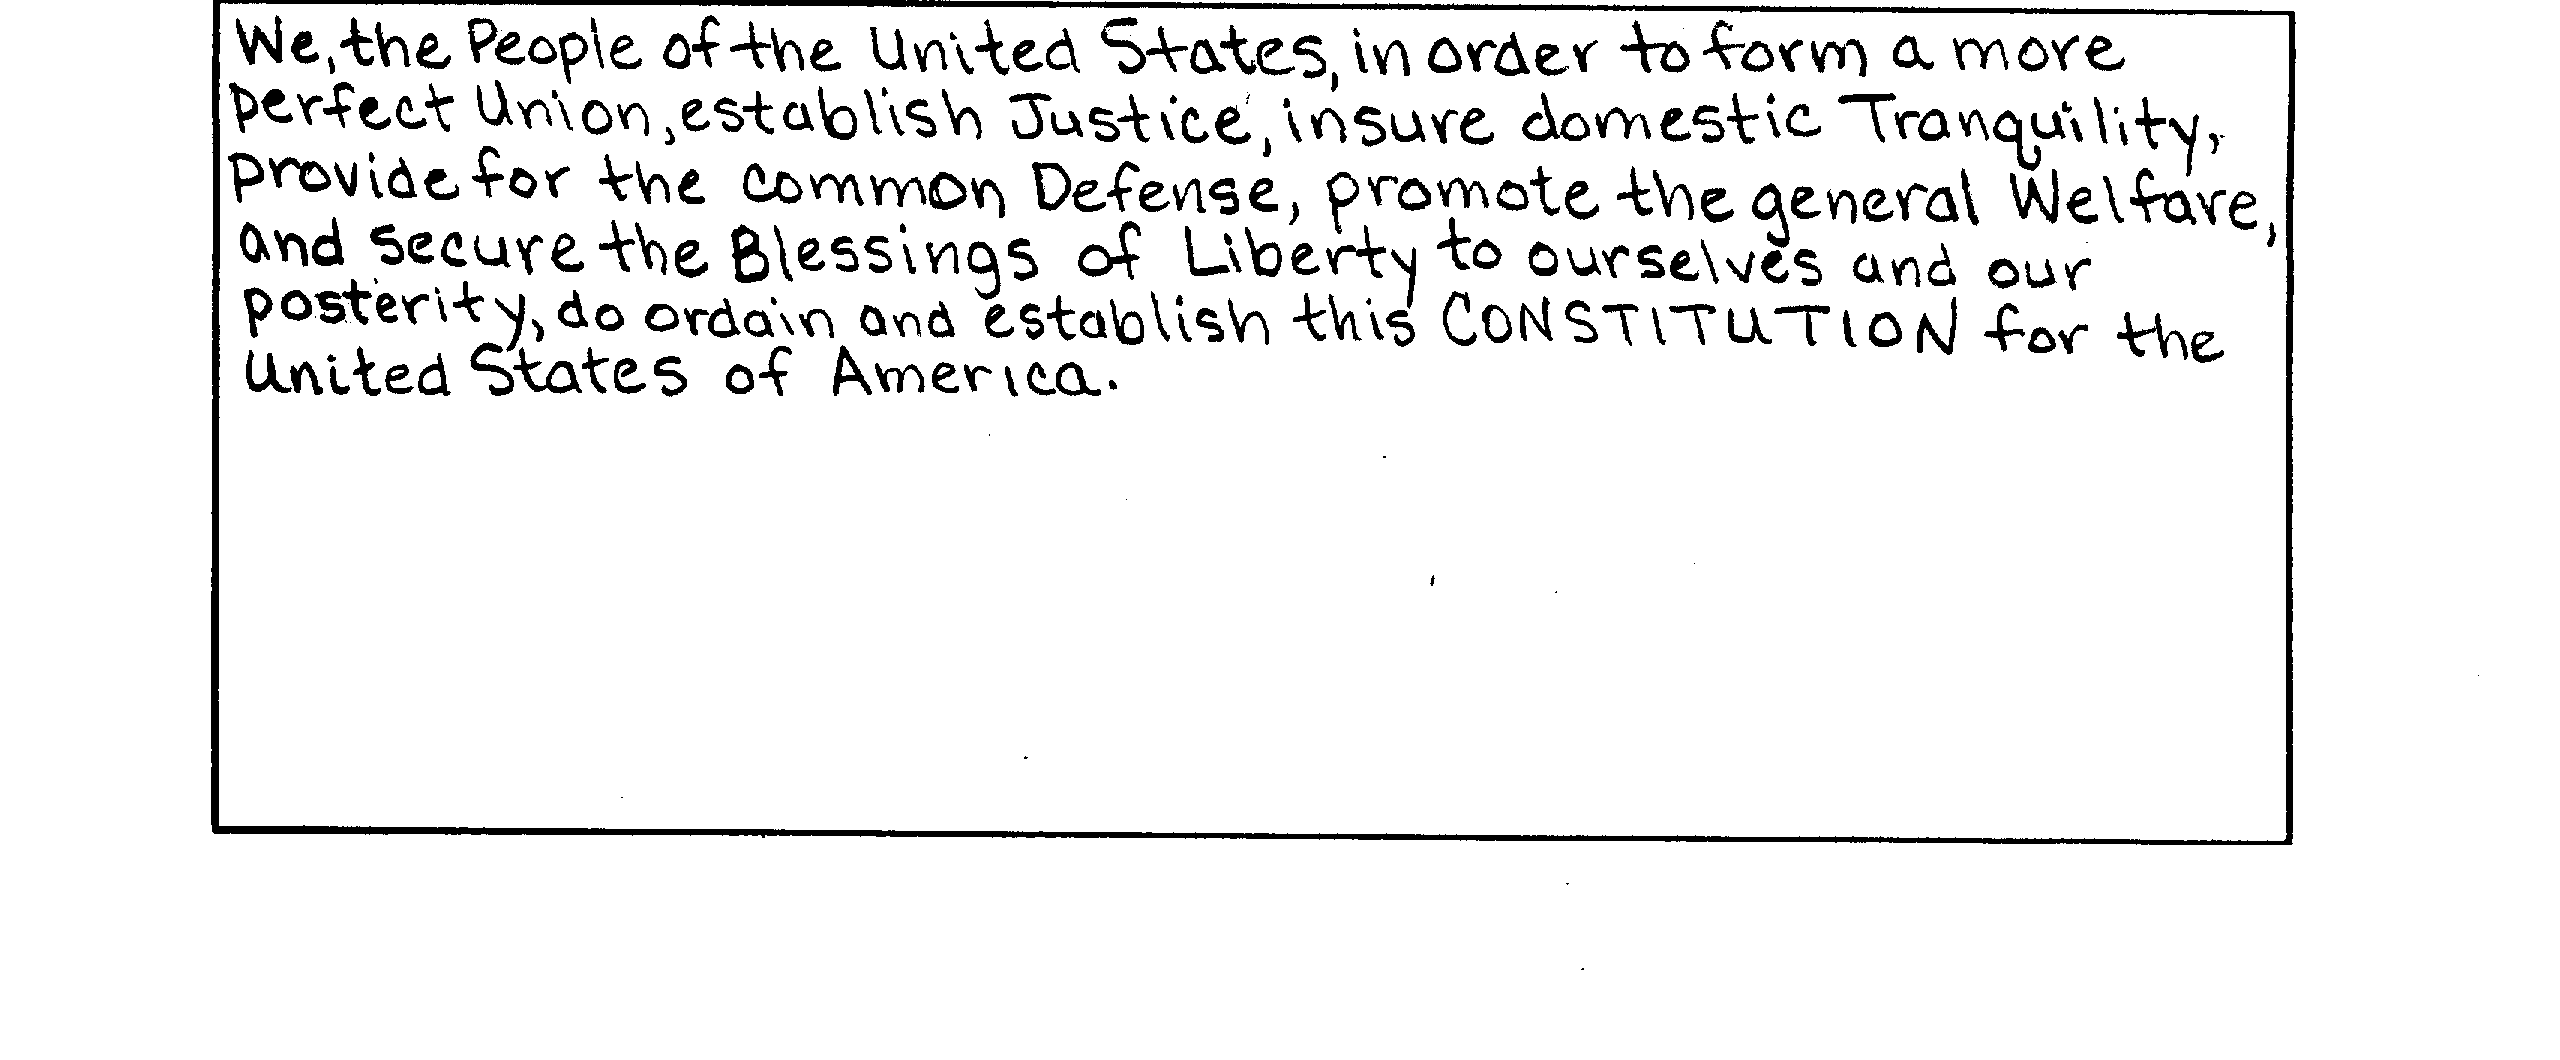 We, the People of the United States, in order to form a more
perfect Union, establish Justice, insure domestic Tranquility,
provide for the common Defense, promote the general Welfare,
and secure the Blessings of Liberty to ourselves and our
posterity, do ordain and establish this CONSTITUTION for the
United States of America.